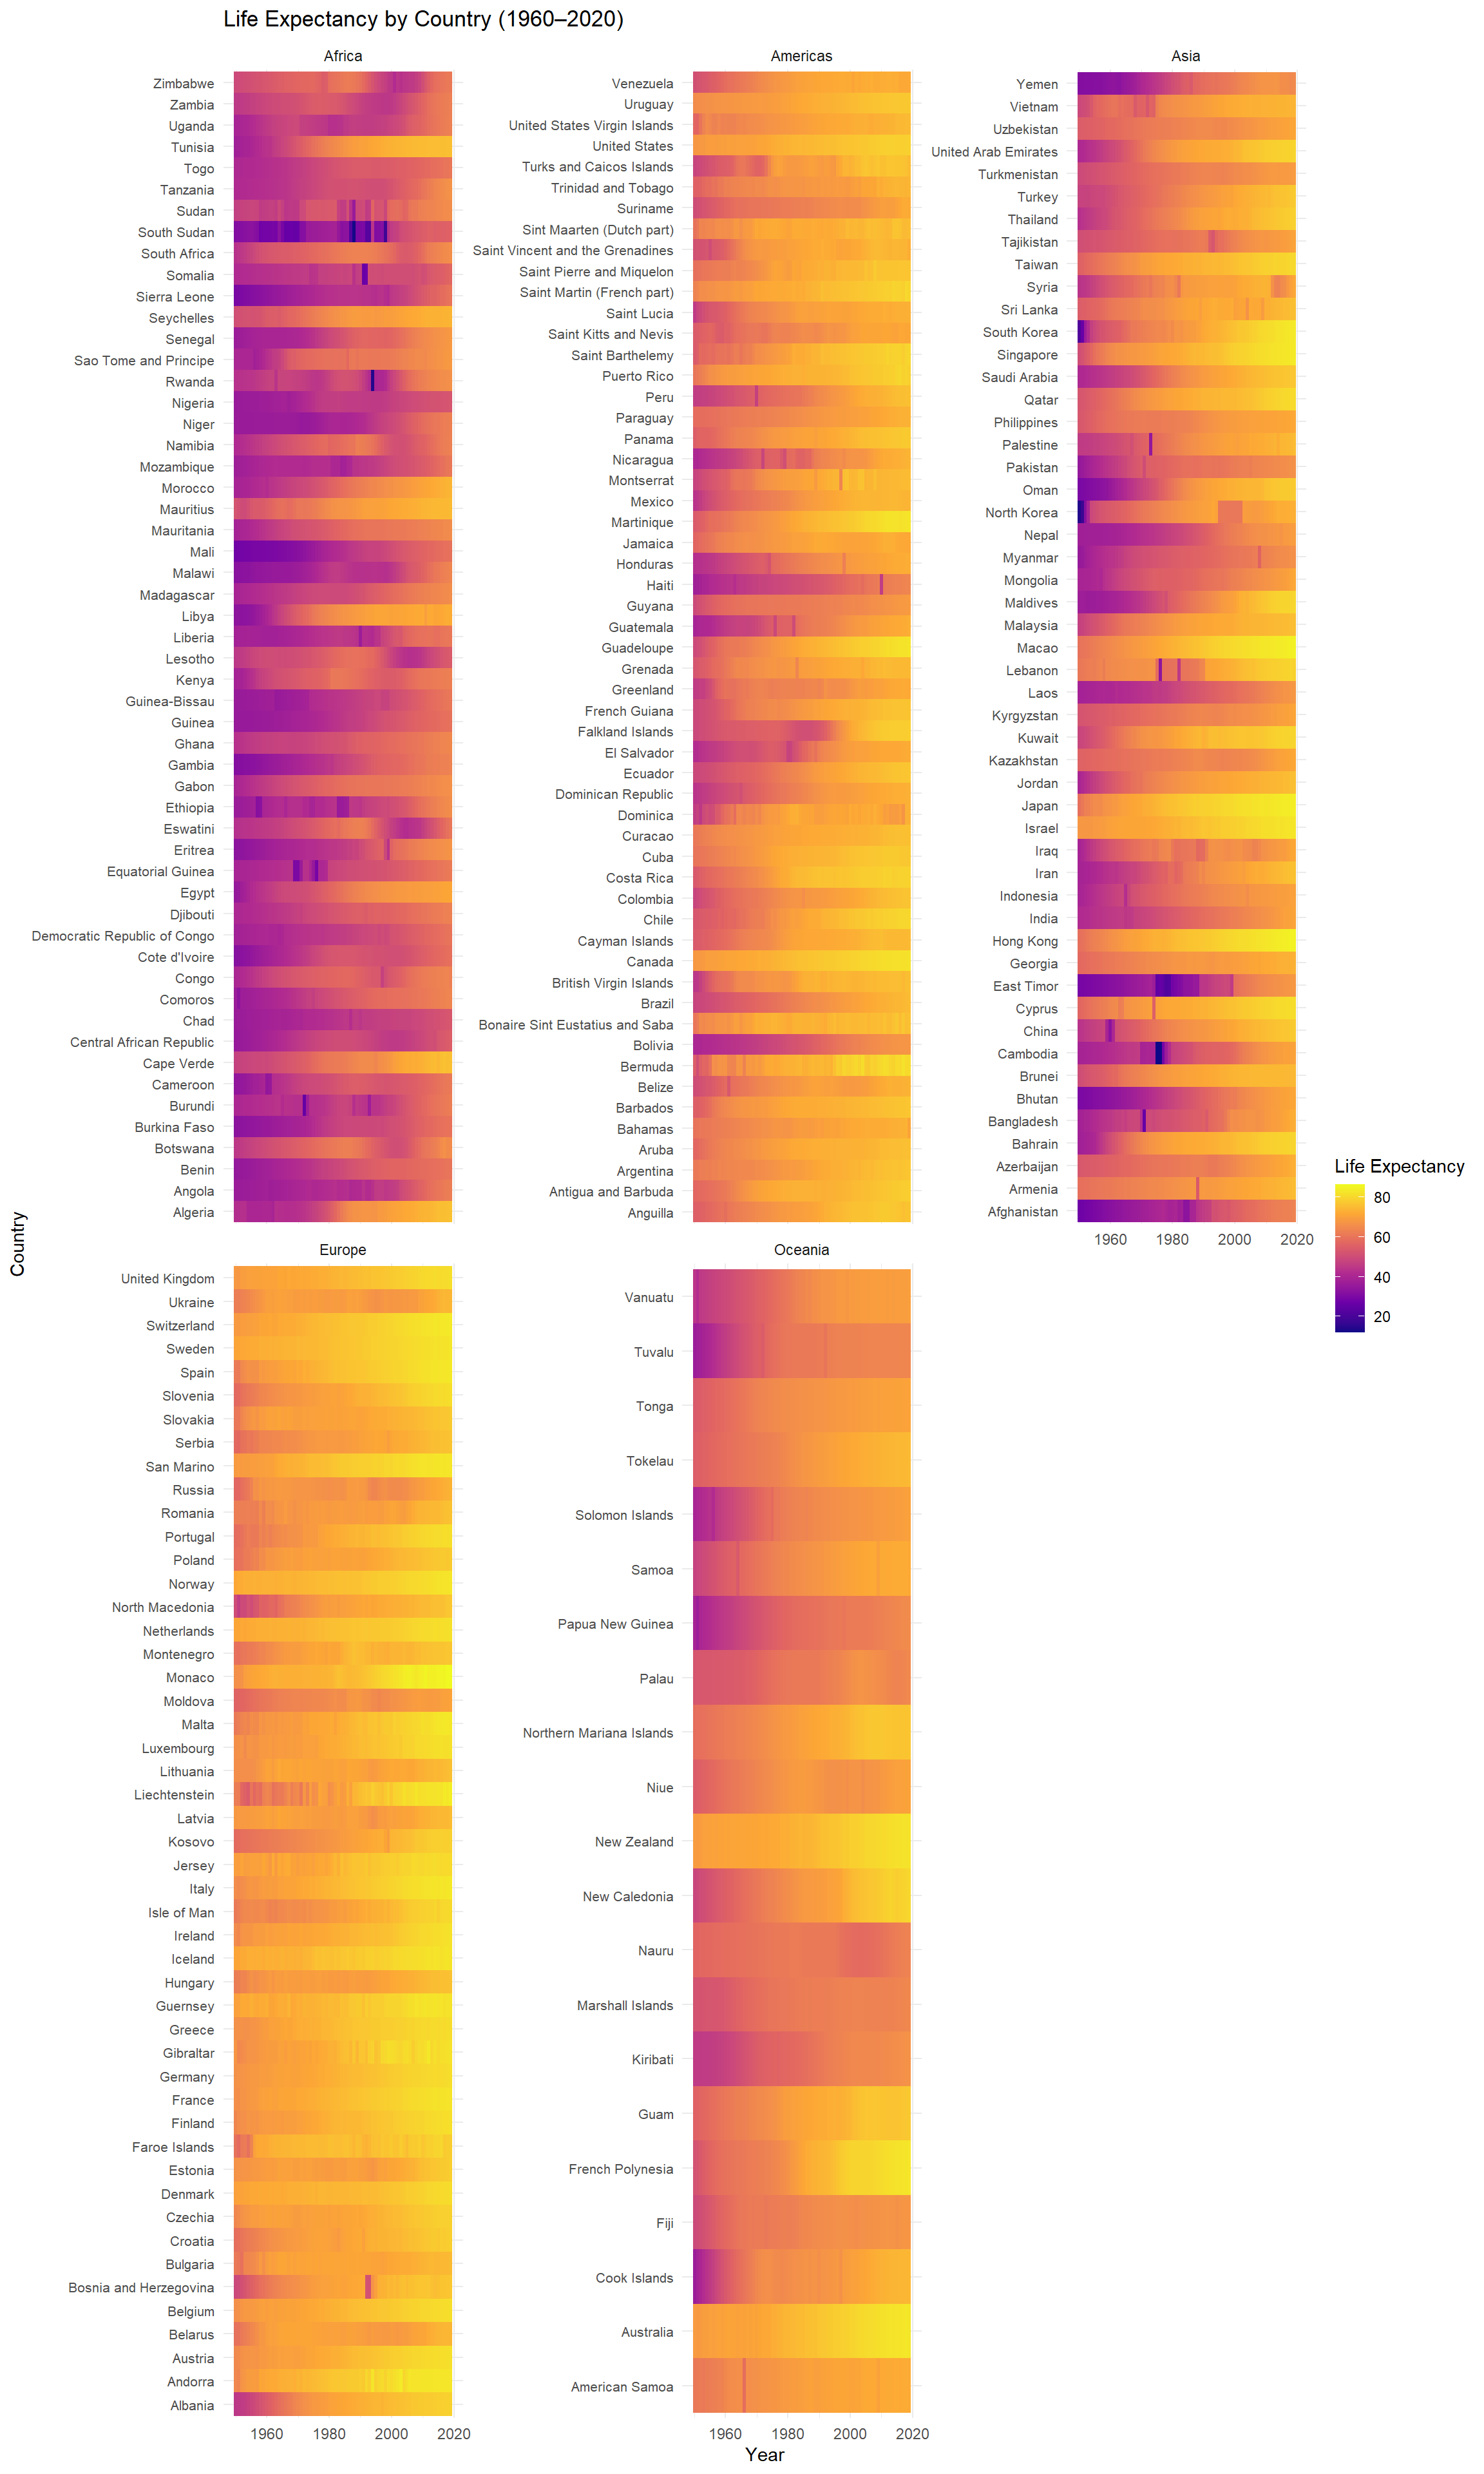 Life Expectancy by Country (1960–2020)
Africa
Zimbabwe
Zambia
Uganda
Tunisia
Togo
Tanzania
Sudan
South Sudan
South Africa
Somalia
Sierra Leone
Seychelles
Senegal
Sao Tome and Principe
Rwanda
Nigeria
Niger
Namibia
Mozambique
Morocco
Mauritius
Mauritania
Mali
Malawi
Madagascar
Libya
Liberia
Lesotho
Kenya
Guinea-Bissau
Guinea
Ghana
Gambia
Gabon
Ethiopia
Eswatini
Eritrea
Equatorial Guinea
Egypt
Djibouti
Democratic Republic of Congo
Cote d'Ivoire
Congo
Comoros
Chad
Central African Republic
Cape Verde
Cameroon
Burundi
Burkina Faso
Botswana
Benin
Angola
Algeria
Americas
Venezuela
Uruguay
United States Virgin Islands
United States
Turks and Caicos Islands
Trinidad and Tobago
Suriname
Sint Maarten (Dutch part)
Saint Vincent and the Grenadines
Saint Pierre and Miquelon
Saint Martin (French part)
Saint Lucia
Saint Kitts and Nevis
Saint Barthelemy
Puerto Rico
Peru
Paraguay
Panama
Nicaragua
Montserrat
Mexico
Martinique
Jamaica
Honduras
Haiti
Guyana
Guatemala
Guadeloupe
Grenada
Greenland
French Guiana
Falkland Islands
El Salvador
Ecuador
Dominican Republic
Dominica
Curacao
Cuba
Costa Rica
Colombia
Chile
Cayman Islands
Canada
British Virgin Islands
Brazil
Bonaire Sint Eustatius and Saba
Bolivia
Bermuda
Belize
Barbados
Bahamas
Aruba
Argentina
Antigua and Barbuda
Anguilla
Asia
Yemen
Vietnam
Uzbekistan
United Arab Emirates
Turkmenistan
Turkey
Thailand
Tajikistan
Taiwan
Syria
Sri Lanka
South Korea
Singapore
Saudi Arabia
Qatar
Philippines
Palestine
Pakistan
Oman
North Korea
Nepal
Myanmar
Mongolia
Maldives
Malaysia
Macao
Lebanon
Laos
Kyrgyzstan
Kuwait
Kazakhstan
Jordan
Japan
Israel
Iraq
Iran
Indonesia
India
Hong Kong
Georgia
East Timor
Cyprus
China
Cambodia
Brunei
Bhutan
Bangladesh
Bahrain
Azerbaijan
Armenia
Afghanistan
1960 1980 2000 2020
Life Expectancy
80
60
40
20
Country
Europe
United Kingdom
Ukraine
Switzerland
Sweden
Spain
Slovenia
Slovakia
Serbia
San Marino
Russia
Romania
Portugal
Poland
Norway
North Macedonia
Netherlands
Montenegro
Monaco
Moldova
Malta
Luxembourg
Lithuania
Liechtenstein
Latvia
Kosovo
Jersey
Italy
Isle of Man
Ireland
Iceland
Hungary
Guernsey
Greece
Gibraltar
Germany
France
Finland
Faroe Islands
Estonia
Denmark
Czechia
Croatia
Bulgaria
Bosnia and Herzegovina
Belgium
Belarus
Austria
Andorra
Albania
1960 1980 2000 2020
Oceania
Vanuatu
Tuvalu
Tonga
Tokelau
Solomon Islands
Samoa
Papua New Guinea
Palau
Northern Mariana Islands
Niue
New Zealand
New Caledonia
Nauru
Marshall Islands
Kiribati
Guam
French Polynesia
Fiji
Cook Islands
Australia
American Samoa
1960 1980 2000 2020
Year